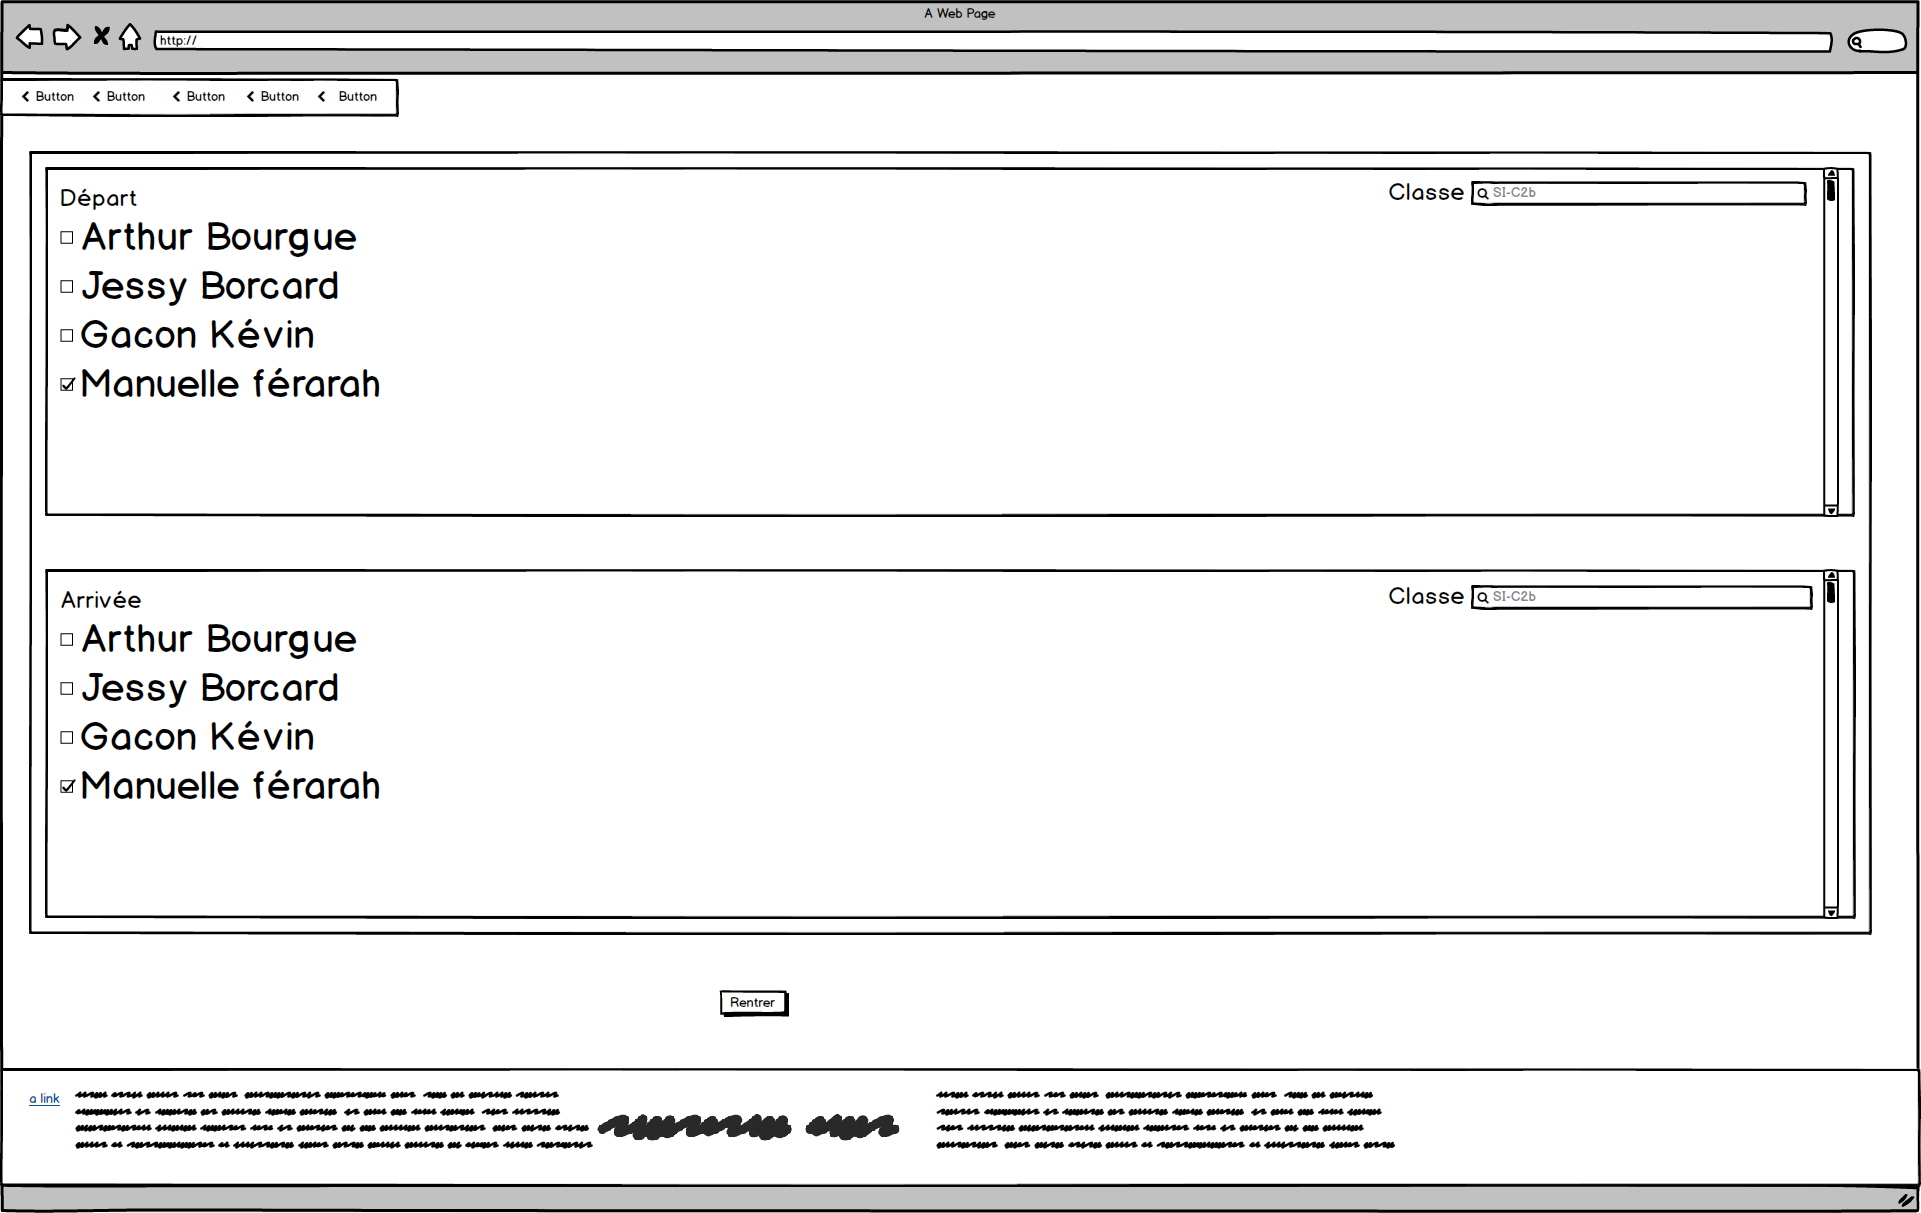 A Web Page
http://
Button Button Button Button Button
Départ Classe SI-C2b
Arthur Bourgue
Jessy Borcard
Gacon Kévin
Manuelle férarah
Arrivée Classe SI-C2b
Arthur Bourgue
Jessy Borcard
Gacon Kévin
Manuelle férarah
Rentrer
a link